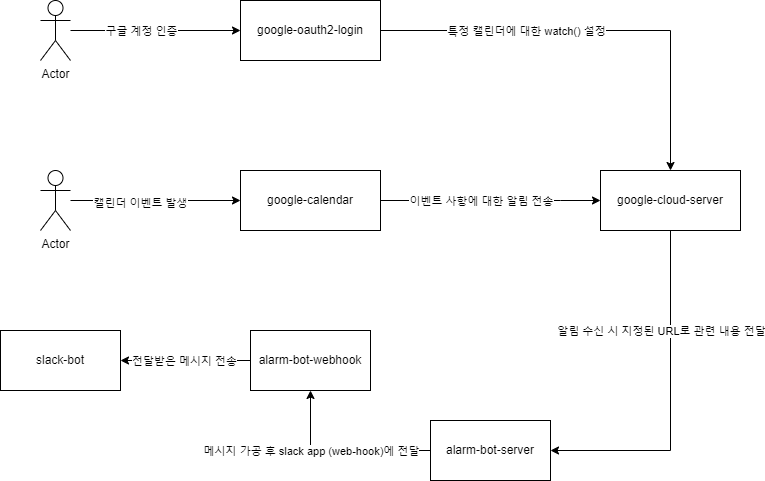 구글 계정 인증
google-oauth2-login
특정 캘린더에 대한 watch() 설정
Actor
캘린더 이벤트 발생
google-calendar
이벤트 사항에 대한 알림 전송
google-cloud-server
Actor
알림 수신 시 지정된 URL로 관련 내용 전달
slack-bot
전달받은 메시지 전송
alarm-bot-webhook
메시지 가공 후 slack app (web-hook)에 전달
alarm-bot-server